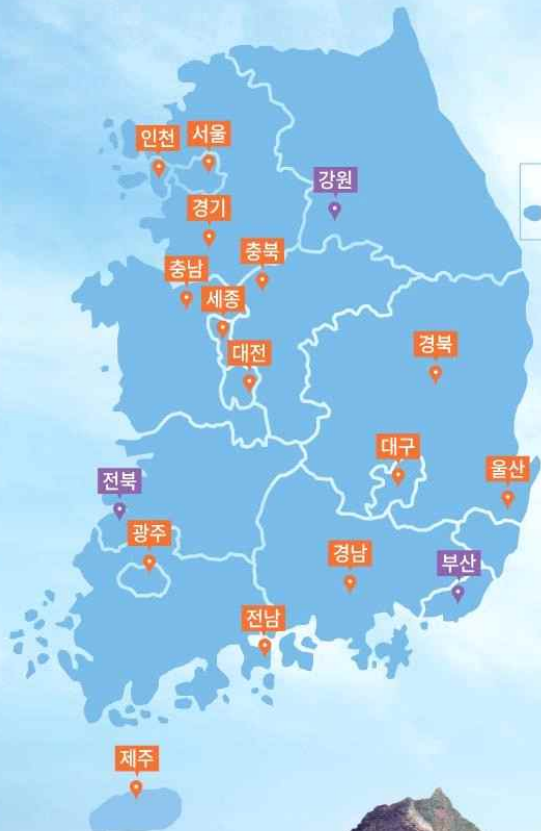 인천
서울
강원
경기
충북
충남
세종
경북
대전
대구
울산
전북
광주
경남
부산
전남
제주